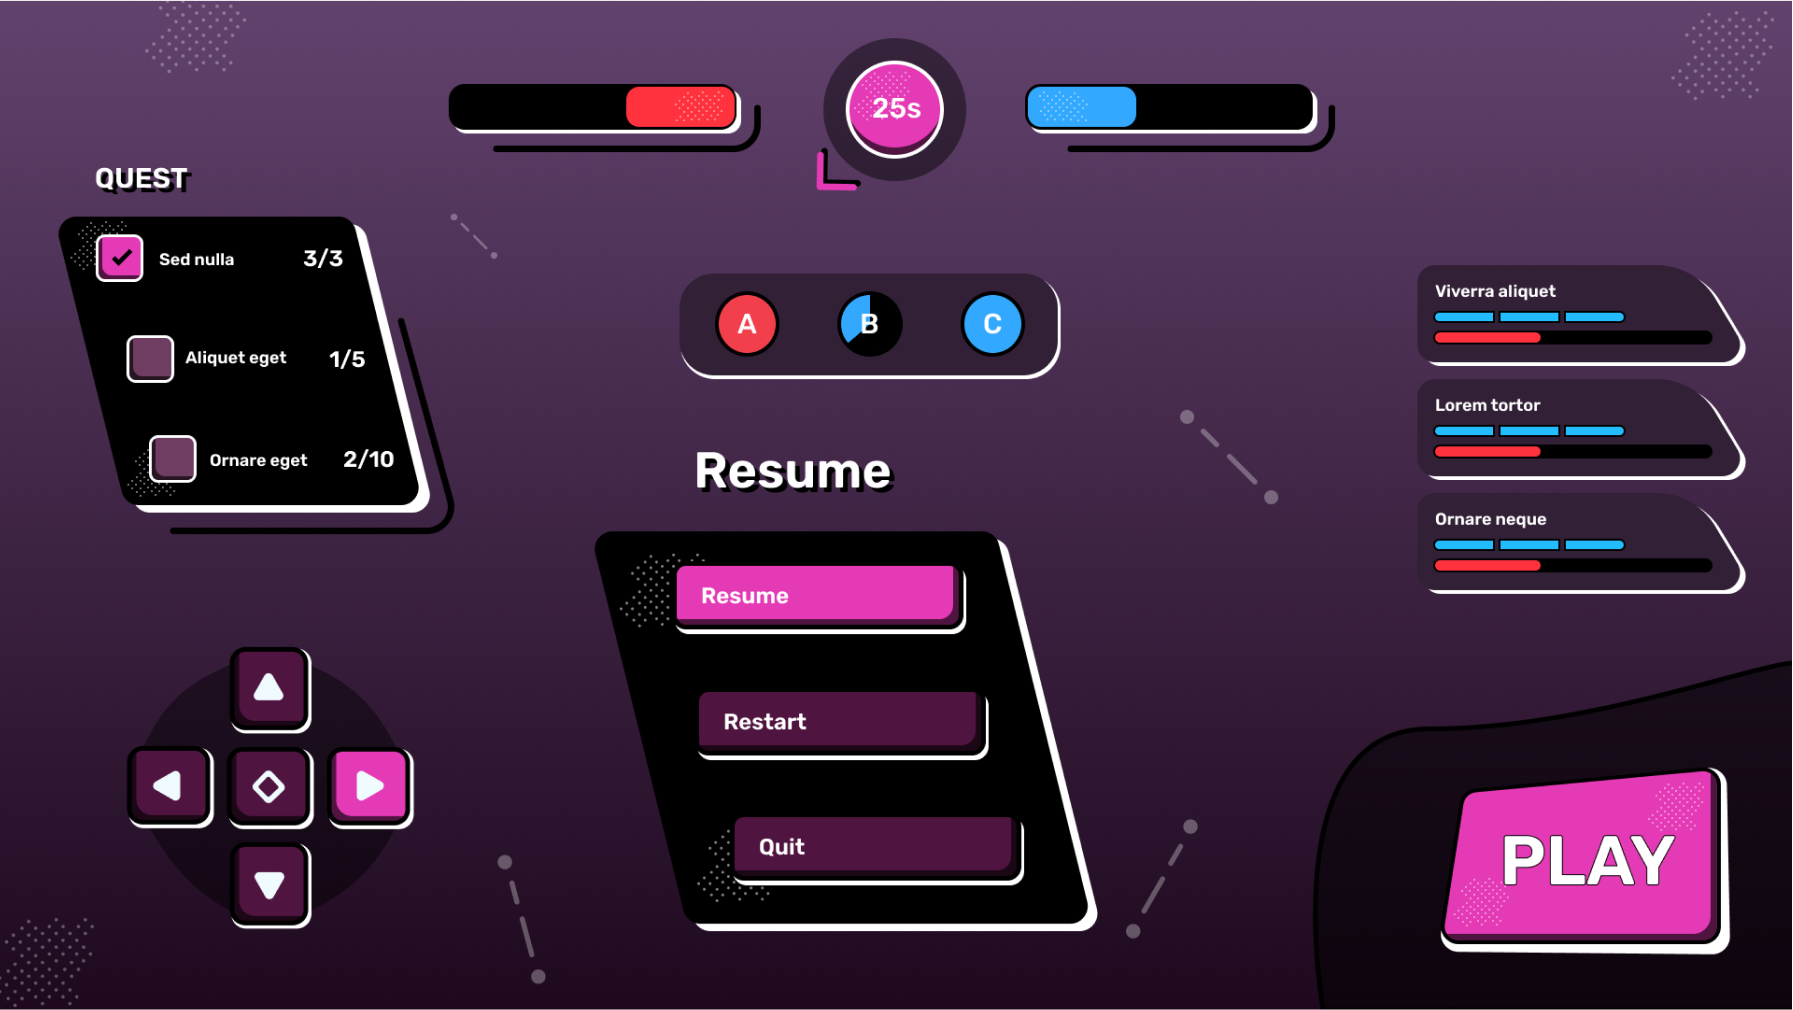 25s
QUEST
Sed nulla 3/3
Aliquet eget 1/5
Ornare eget 2/10
A B C
Viverra aliquet
Lorem tortor
Ornare neque
Resume
Resume
Restart
Quit
PLAY